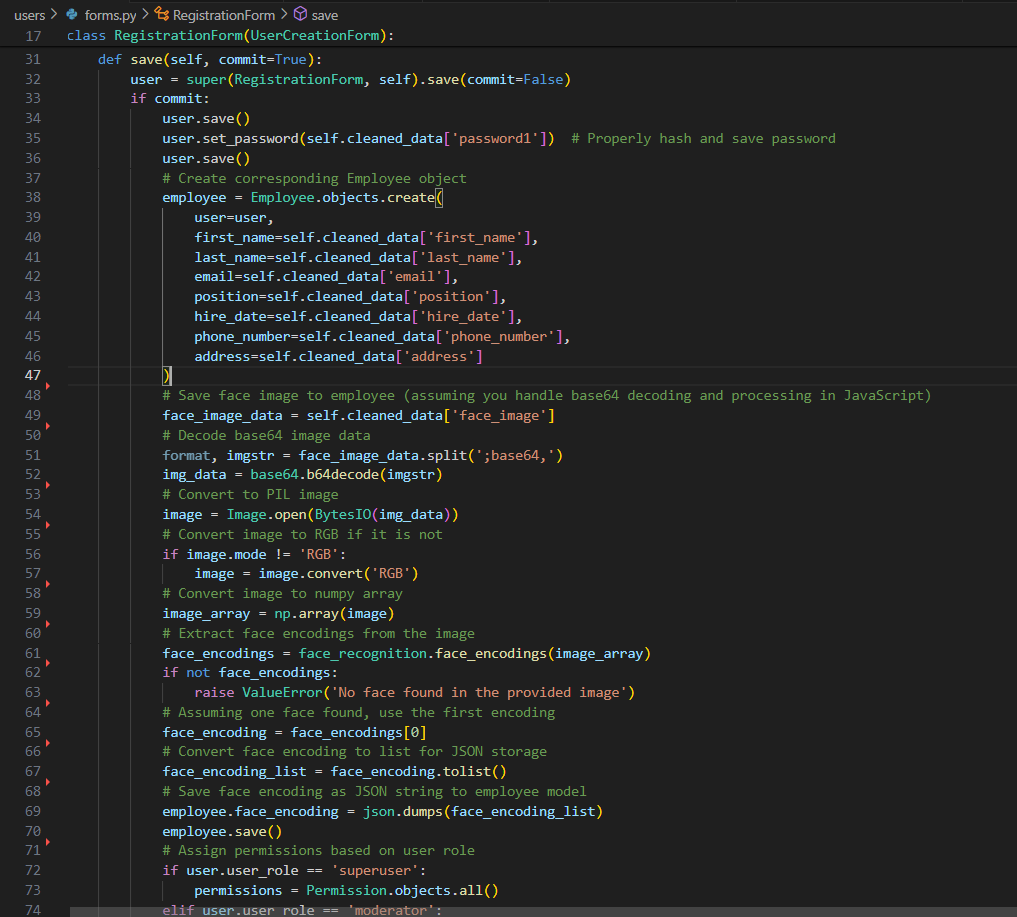 users > forms.py > RegistrationForm > save
17 class RegistrationForm(UserCreationForm):
31     def save(self, commit=True):
32         user = super(RegistrationForm, self).save(commit=False)
33         if commit:
34             user.save()
35             user.set_password(self.cleaned_data['password1'])  # Properly hash and save password
36             user.save()
37             # Create corresponding Employee object
38             employee = Employee.objects.create(
39                 user=user,
40                 first_name=self.cleaned_data['first_name'],
41                 last_name=self.cleaned_data['last_name'],
42                 email=self.cleaned_data['email'],
43                 position=self.cleaned_data['position'],
44                 hire_date=self.cleaned_data['hire_date'],
45                 phone_number=self.cleaned_data['phone_number'],
46                 address=self.cleaned_data['address']
47             )
48             # Save face image to employee (assuming you handle base64 decoding and processing in JavaScript)
49             face_image_data = self.cleaned_data['face_image']
50             # Decode base64 image data
51             format, imgstr = face_image_data.split(';base64,')
52             img_data = base64.b64decode(imgstr)
53             # Convert to PIL image
54             image = Image.open(BytesIO(img_data))
55             # Convert image to RGB if it is not
56             if image.mode != 'RGB':
57                 image = image.convert('RGB')
58             # Convert image to numpy array
59             image_array = np.array(image)
60             # Extract face encodings from the image
61             face_encodings = face_recognition.face_encodings(image_array)
62             if not face_encodings:
63                 raise ValueError('No face found in the provided image')
64             # Assuming one face found, use the first encoding
65             face_encoding = face_encodings[0]
66             # Convert face encoding to list for JSON storage
67             face_encoding_list = face_encoding.tolist()
68             # Save face encoding as JSON string to employee model
69             employee.face_encoding = json.dumps(face_encoding_list)
70             employee.save()
71             # Assign permissions based on user role
72             if user.user_role == 'superuser':
73                 permissions = Permission.objects.all()
74             elif user.user_role == 'moderator':